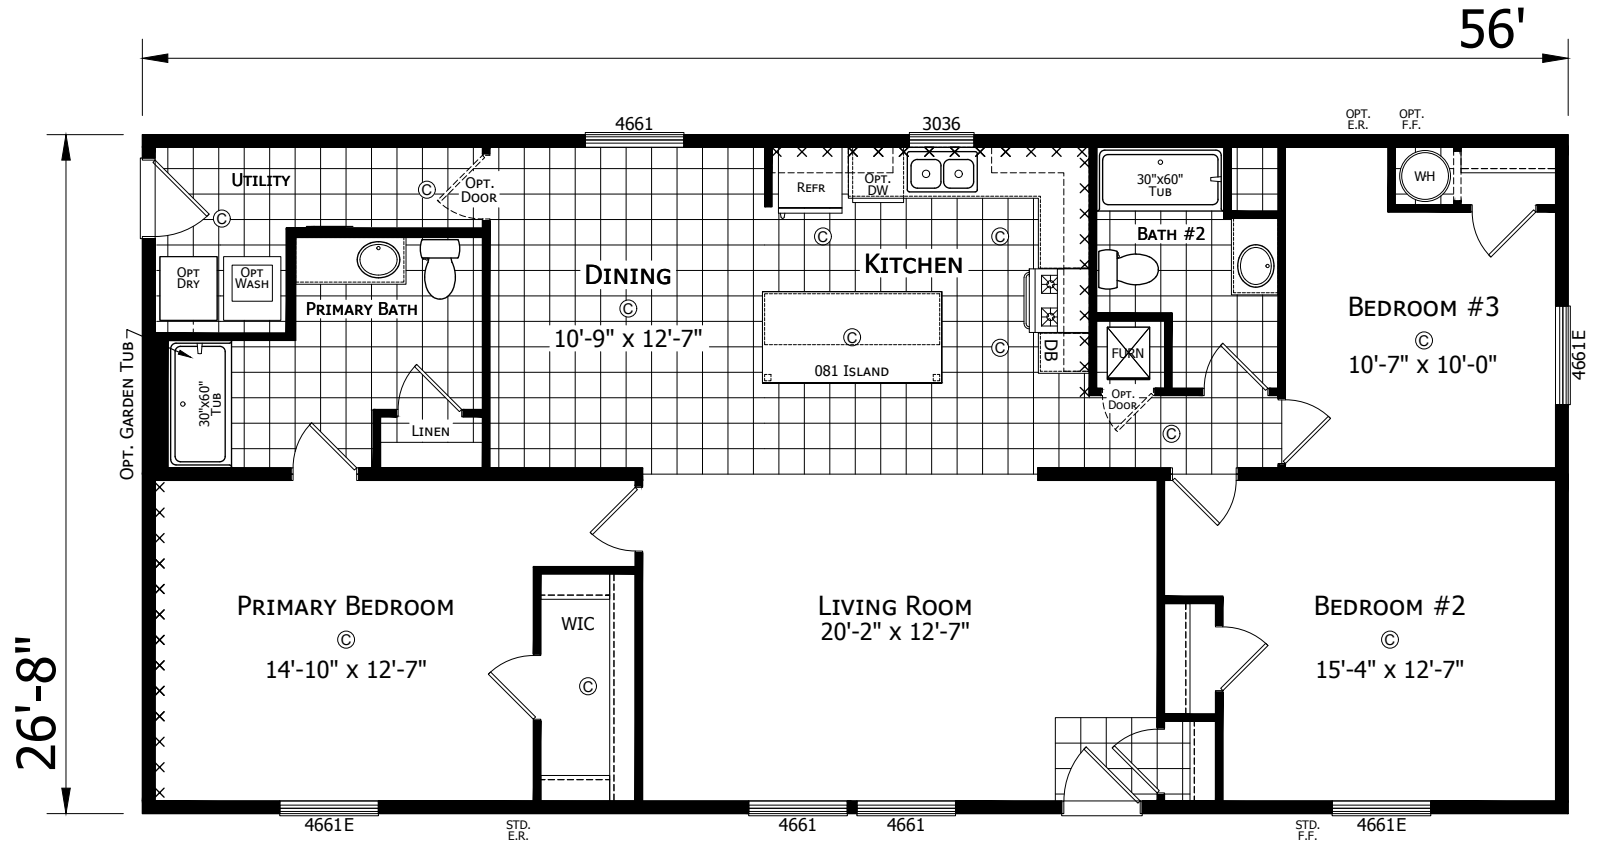 56'
OPT.
E.R.
OPT.
F.F.
4661
3036
UTILITY
©
©
OPT.
DOOR
REFR
OPT.
DW
30"x60"
TUB
WH
BATH #2
©
©
KITCHEN
DINING
©
10'-9" x 12'-7"
OPT
DRY
OPT
WASH
PRIMARY BATH
BEDROOM #3
©
10'-7" x 10'-0"
4661E
©
©
DB
FURN
081 ISLAND
OPT.
DOOR
©
OPT. GARDEN TUB
30"x60"
TUB
LINEN
26'-8"
PRIMARY BEDROOM
©
14'-10" x 12'-7"
WIC
©
LIVING ROOM
20'-2" x 12'-7"
BEDROOM #2
©
15'-4" x 12'-7"
4661E
STD.
E.R.
4661
4661
STD.
F.F.
4661E